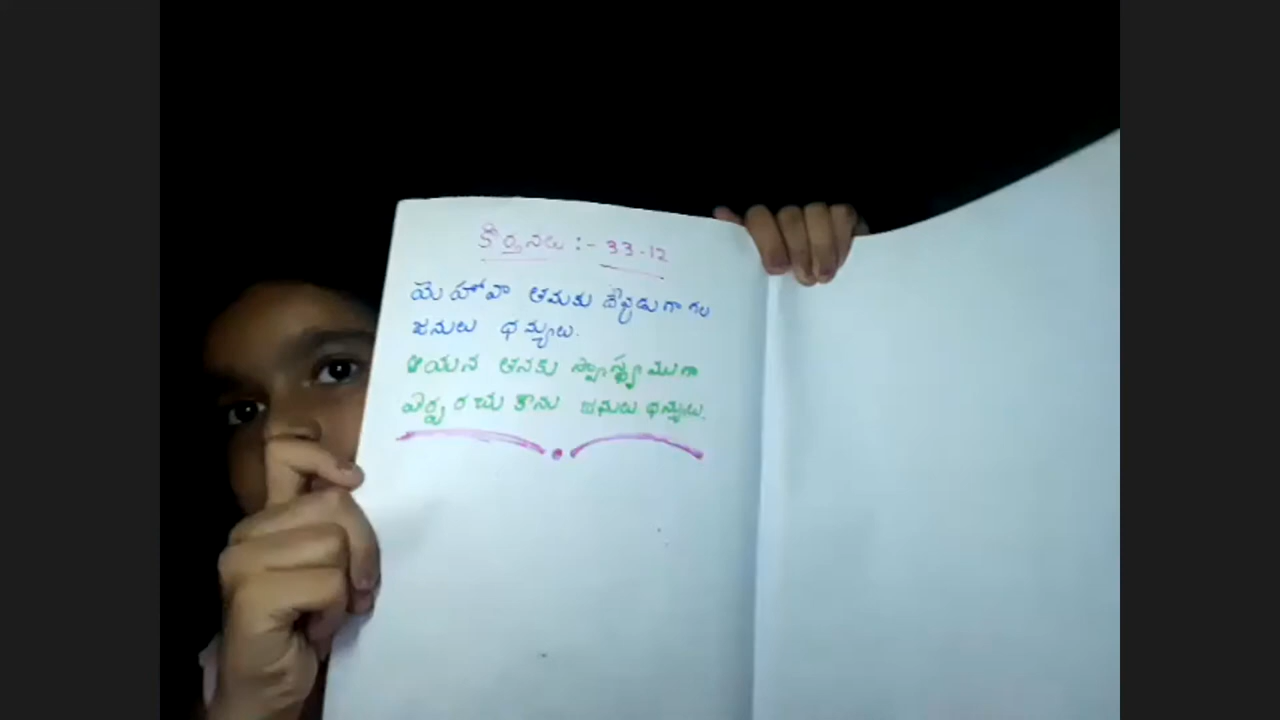 కీర్తనలు :- 33-12
యెహోవా తమకు దేవుడుగా గల
జనులు ధన్యులు.
ఆయన తనకు స్వాస్థ్యముగా
ఏర్పరచు కొను జనులు ధన్యులు.